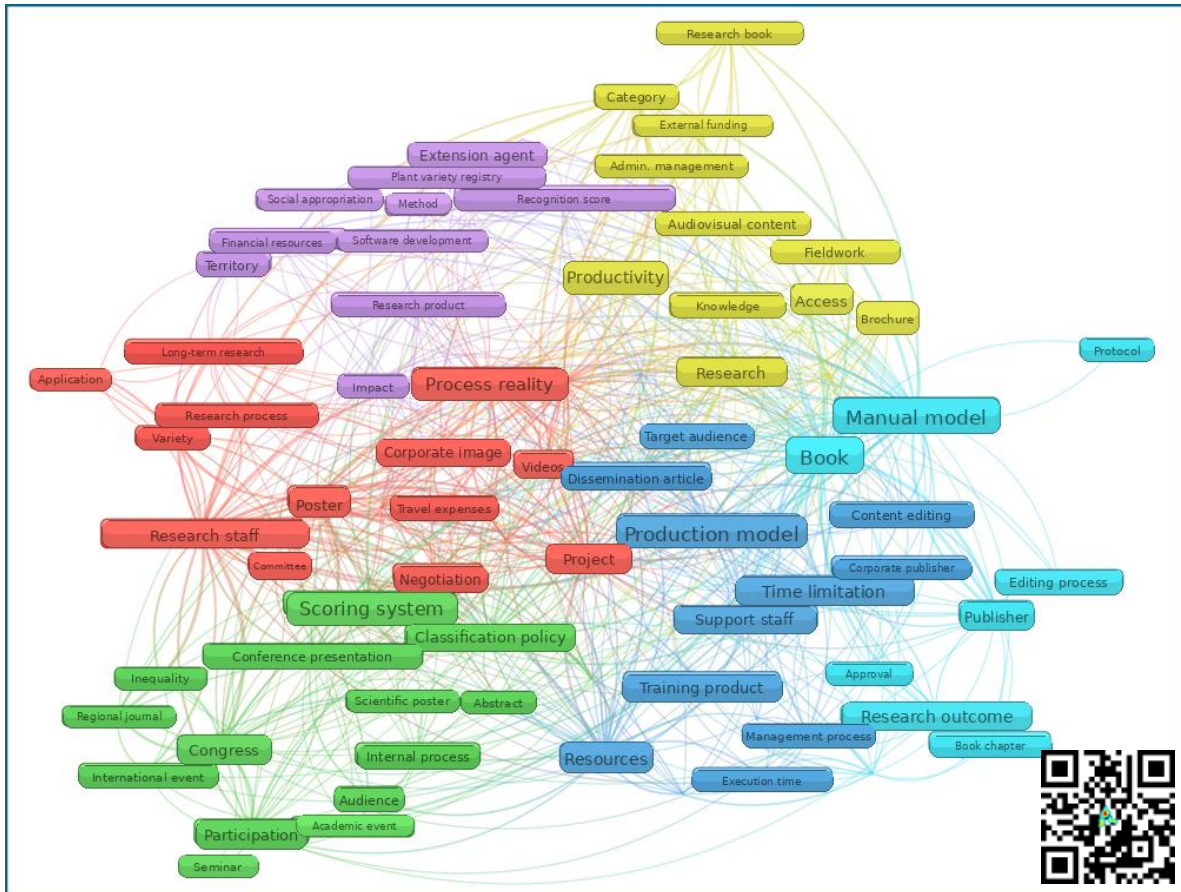 Research book
Category
External funding
Extension agent
Admin. management
Plant variety registry
Social appropriation
Method
Recognition score
Audiovisual content
Financial resources
Software development
Fieldwork
Territory
Productivity
Research product
Knowledge
Access
Brochure
Long-term research
Protocol
Application
Impact
Process reality
Research
Research process
Manual model
Variety
Target audience
Corporate image
Videos
Book
Dissemination article
Poster
Travel expenses
Content editing
Research staff
Production model
Committee
Project
Corporate publisher
Negotiation
Editing process
Time limitation
Scoring system
Support staff
Publisher
Classification policy
Conference presentation
Inequality
Approval
Training product
Scientific poster
Abstract
Regional journal
Research outcome
Management process
Book chapter
Congress
Internal process
Resources
International event
Execution time
Audience
Academic event
Participation
Seminar